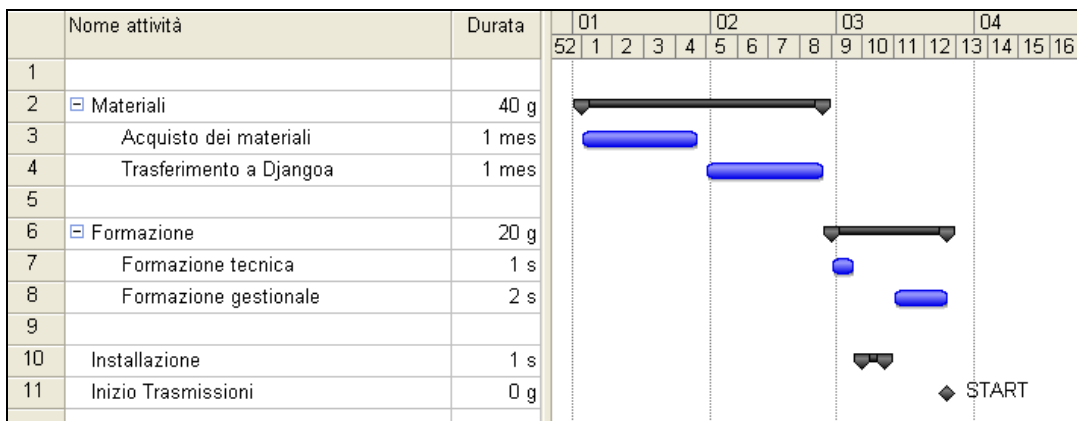 Nome attività Durata 01 02 03 04
52 1 2 3 4 5 6 7 8 9 10 11 12 13 14 15 16
1
2 Materiali 40 g
3 Acquisto dei materiali 1 mes
4 Trasferimento a Djangoa 1 mes
5
6 Formazione 20 g
7 Formazione tecnica 1 s
8 Formazione gestionale 2 s
9
10 Installazione 1 s
11 Inizio Trasmissioni 0 g START